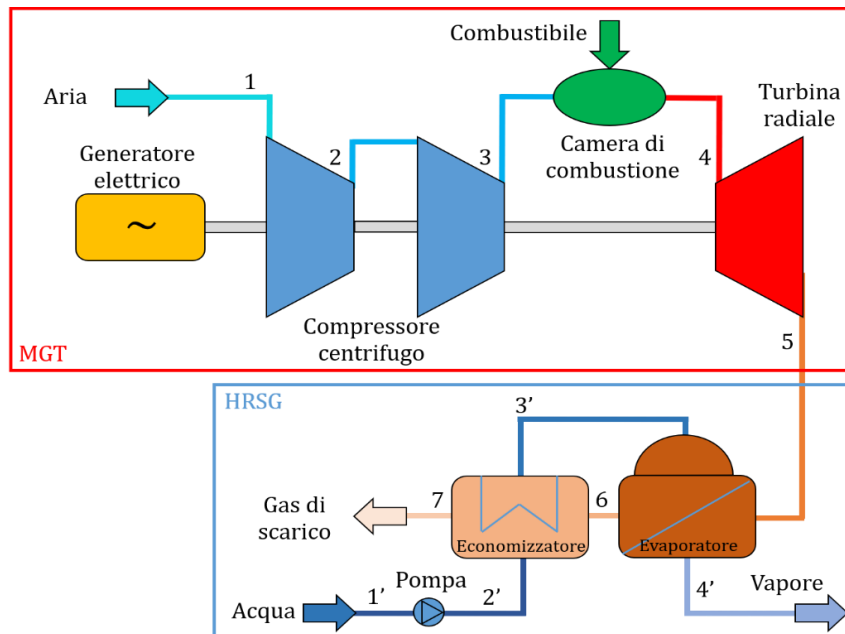 Combustibile
Aria
1
Generatore
elettrico
~
2
3
Camera di
combustione
4
Turbina
radiale
Compressore
centrifugo
5
MGT
HRSG
3’
Gas di
scarico
7
Economizzatore
6
Evaporatore
Acqua
1’
Pompa
2’
4’
Vapore